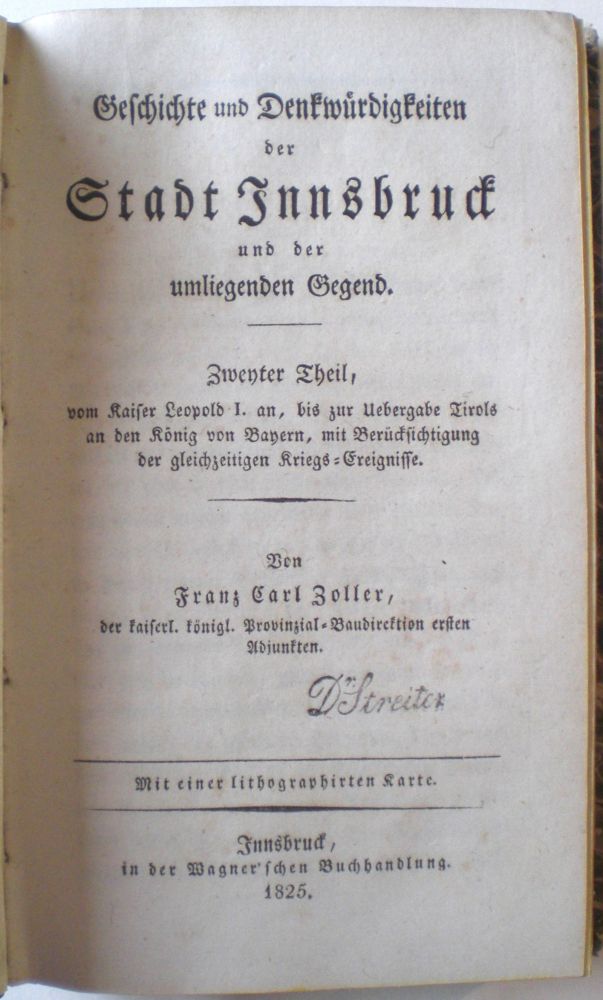 Geschichte und Denkwürdigkeiten
der
Stadt Innsbruck
und der
umliegenden Gegend.
Zweyter Theil,
vom Kaiser Leopold I. an, bis zur Uebergabe Tirols
an den König von Bayern, mit Berücksichtigung
der gleichzeitigen Kriegs=Ereignisse.
Von
Franz Carl Zoller,
der kaiserl. königl. Provinzial=Baudirektion ersten
Adjunkten.
Dr. Streiter
Mit einer lithographirten Karte.
Innsbruck,
in der Wagner'schen Buchhandlung.
1825.